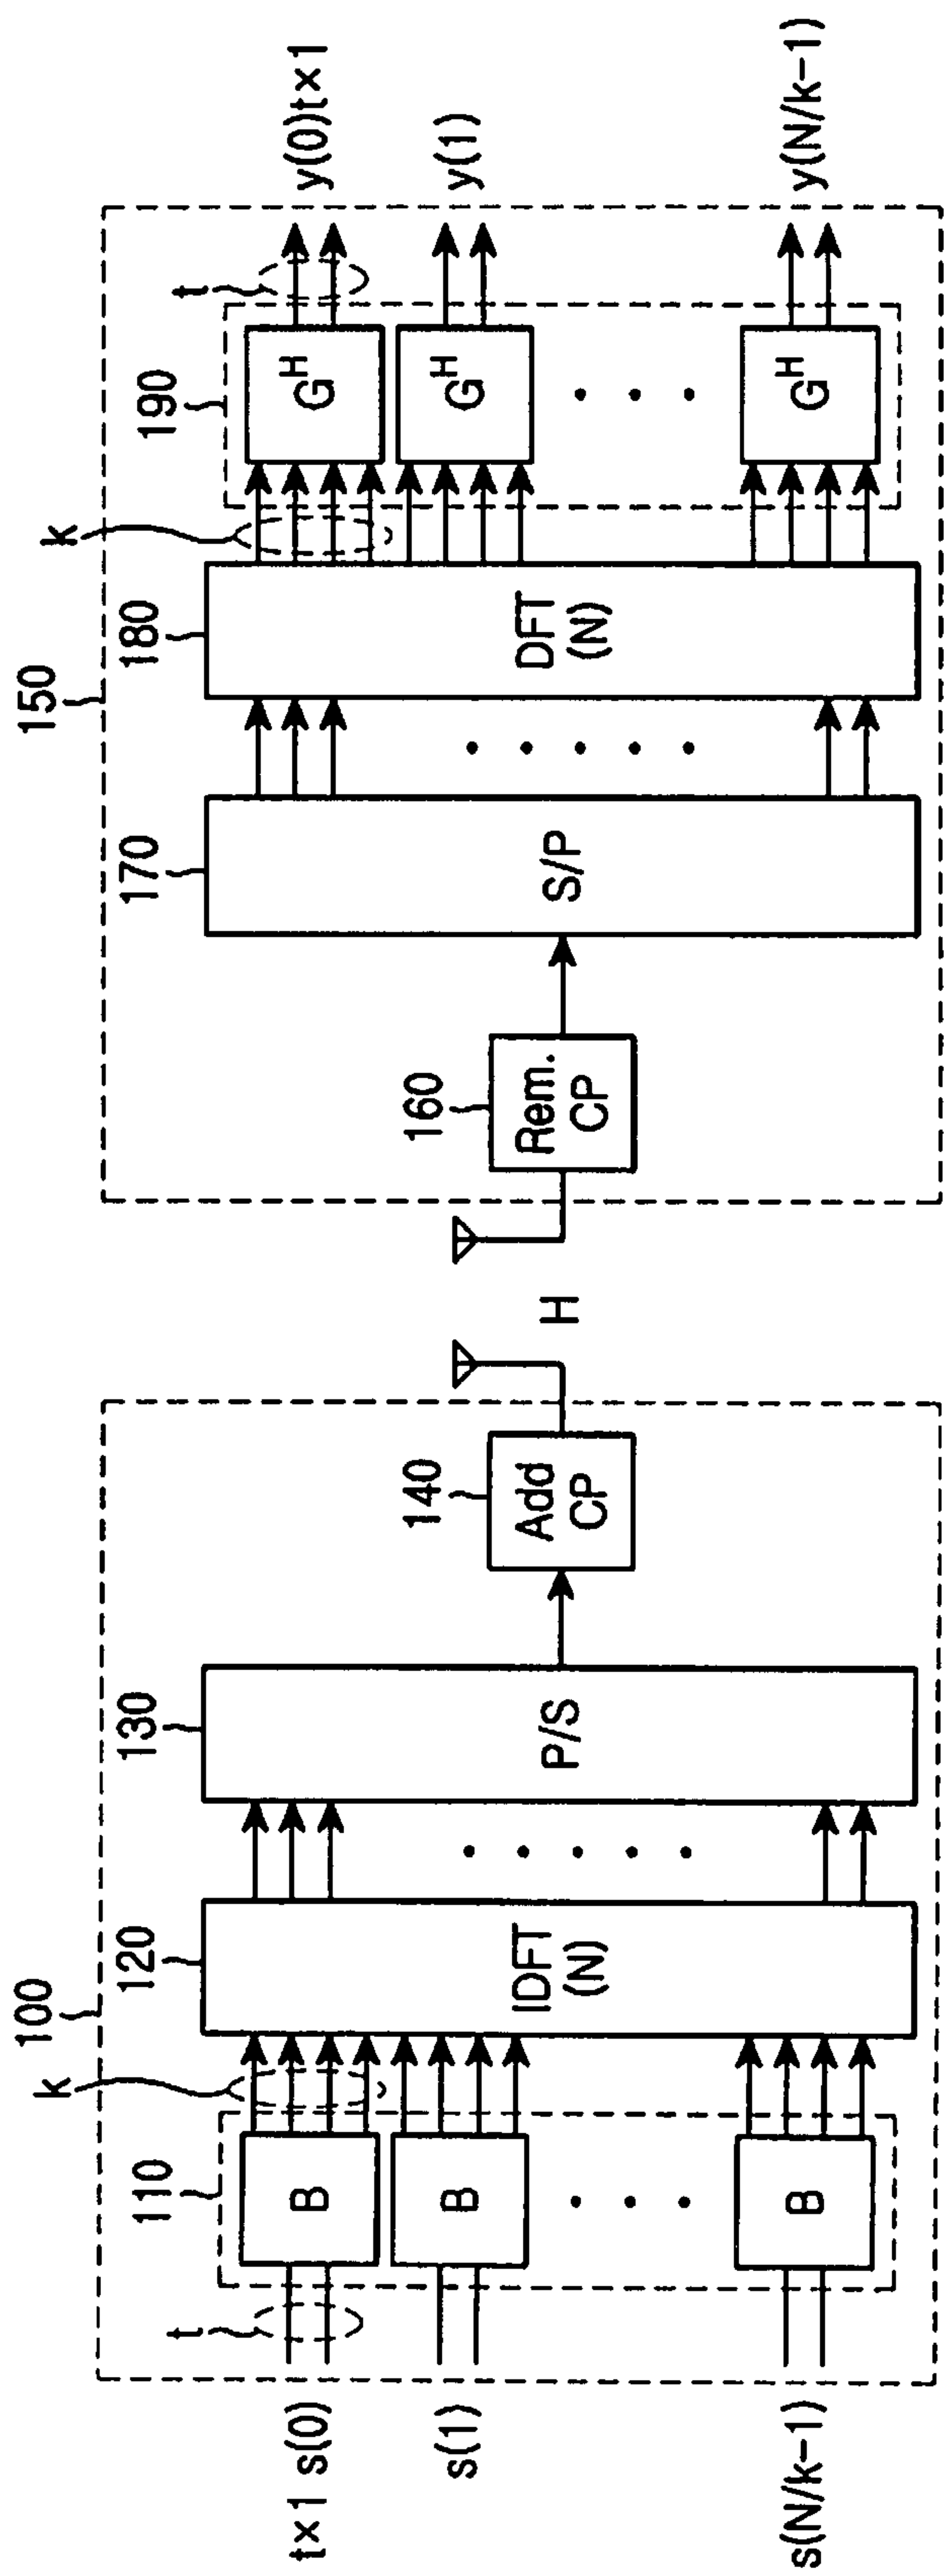 100
110
120
130
140
t
k
t×1 s(0)
s(1)
s(N/k−1)
B
B
B
IDFT
(N)
P/S
Add
CP
H
150
160
170
180
190
k
t
Rem.
CP
S/P
DFT
(N)
G^H
G^H
G^H
y(0)t×1
y(1)
y(N/k−1)